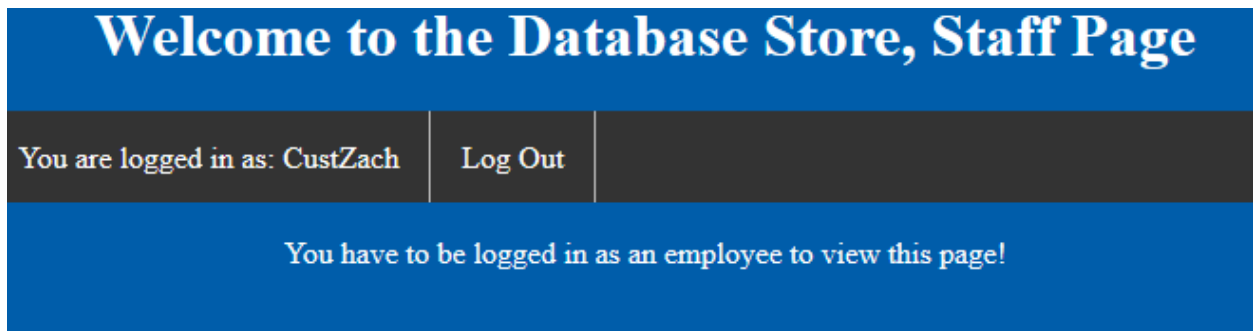 Welcome to the Database Store, Staff Page
You are logged in as: CustZach
Log Out
You have to be logged in as an employee to view this page!